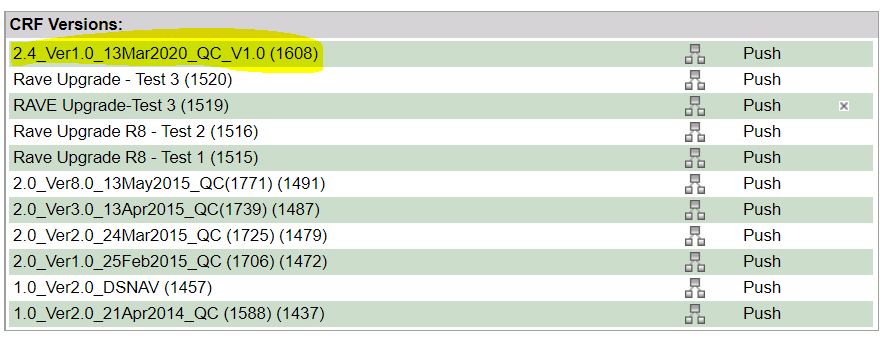 CRF Versions:
2.4_Ver1.0_13Mar2020_QC_V1.0 (1608) Push
Rave Upgrade - Test 3 (1520) Push
RAVE Upgrade-Test 3 (1519) Push
Rave Upgrade R8 - Test 2 (1516) Push
Rave Upgrade R8 - Test 1 (1515) Push
2.0_Ver8.0_13May2015_QC(1771) (1491) Push
2.0_Ver3.0_13Apr2015_QC(1739) (1487) Push
2.0_Ver2.0_24Mar2015_QC (1725) (1479) Push
2.0_Ver1.0_25Feb2015_QC (1706) (1472) Push
1.0_Ver2.0_DSNAV (1457) Push
1.0_Ver2.0_21Apr2014_QC (1588) (1437) Push